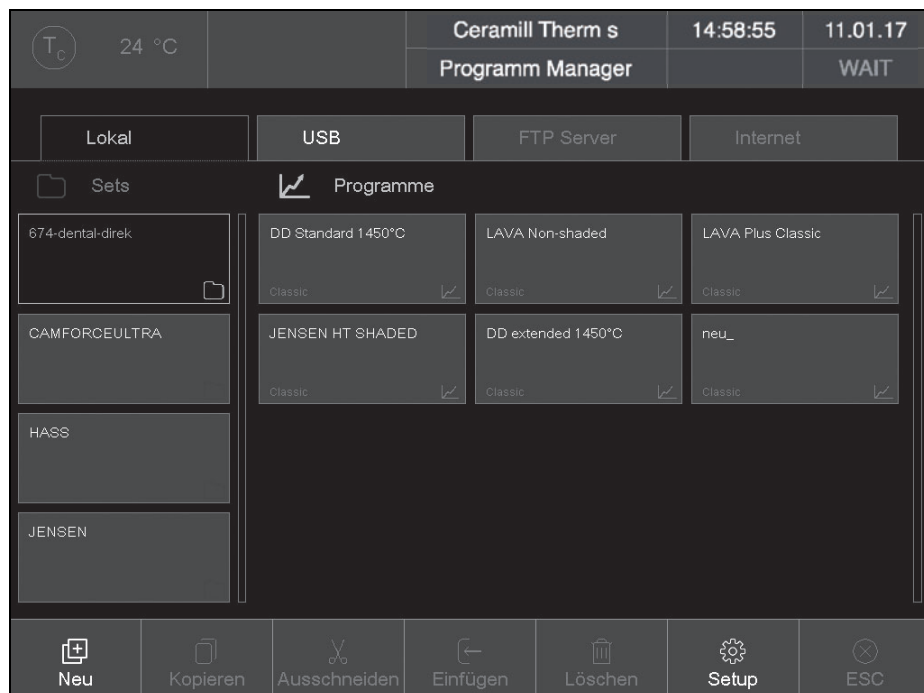 Tc 24 °C Ceramill Therm s 14:58:55 11.01.17
Programm Manager WAIT
Lokal USB FTP Server Internet
Sets Programme
674-dental-direk DD Standard 1450°C LAVA Non-shaded LAVA Plus Classic
Classic Classic Classic
CAMFORCEULTRA JENSEN HT SHADED DD extended 1450°C neu_
Classic Classic Classic
HASS
JENSEN
Neu Kopieren Ausschneiden Einfügen Löschen Setup ESC